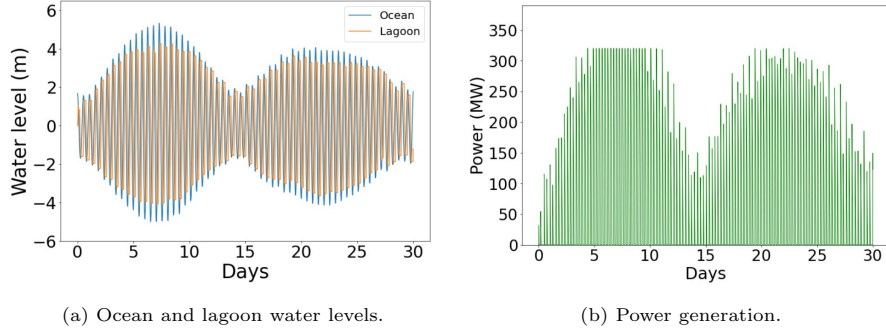 6
4
2
0
−2
−4
−6
Water level (m)
Ocean
Lagoon
0 5 10 15 20 25 30
Days
350
300
250
200
150
100
50
0
Power (MW)
0 5 10 15 20 25 30
Days
(a) Ocean and lagoon water levels.
(b) Power generation.